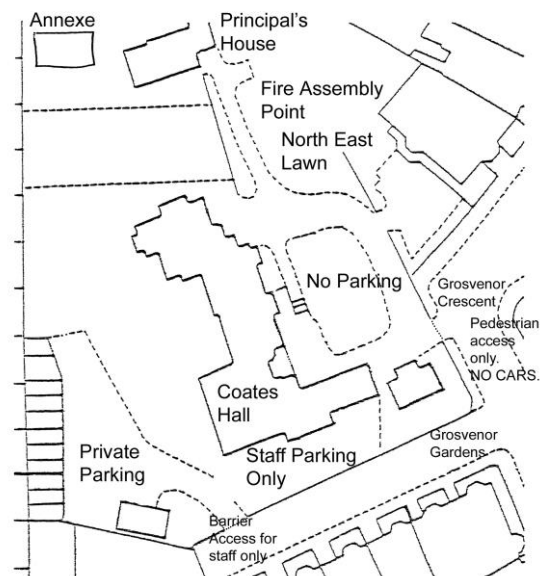 Annexe
Principal's
House
Fire Assembly
Point
North East
Lawn
No Parking
Grosvenor
Crescent
Pedestrian
access
only.
NO CARS.
Coates
Hall
Grosvenor
Gardens
Private
Parking
Staff Parking
Only
Barrier
Access for
staff only